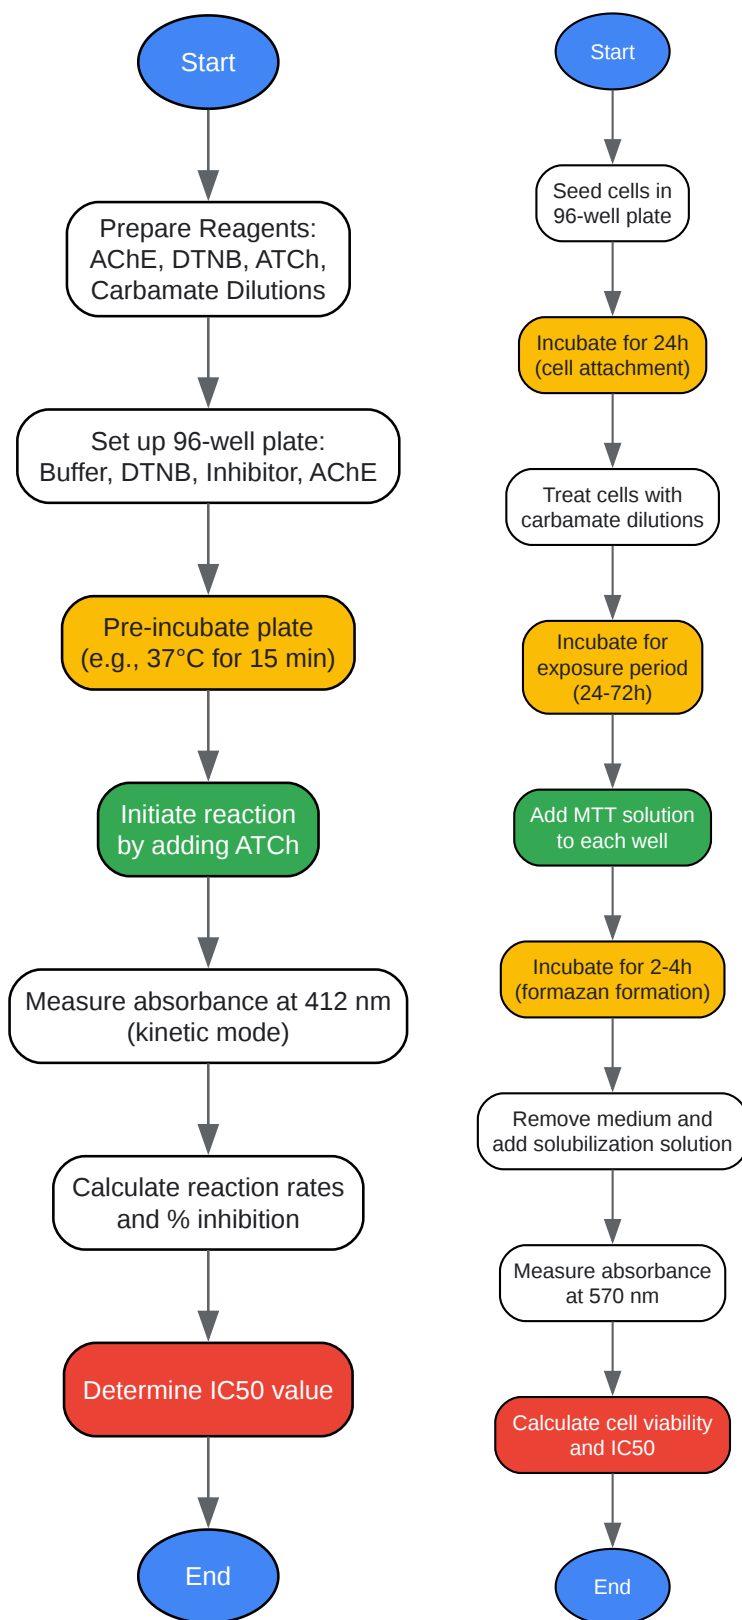 Start
Prepare Reagents:
AChE, DTNB, ATCh,
Carbamate Dilutions
Set up 96-well plate:
Buffer, DTNB, Inhibitor, AChE
Pre-incubate plate
(e.g., 37°C for 15 min)
Initiate reaction
by adding ATCh
Measure absorbance at 412 nm
(kinetic mode)
Calculate reaction rates
and % inhibition
Determine IC50 value
End
Start
Seed cells in
96-well plate
Incubate for 24h
(cell attachment)
Treat cells with
carbamate dilutions
Incubate for
exposure period
(24-72h)
Add MTT solution
to each well
Incubate for 2-4h
(formazan formation)
Remove medium and
add solubilization solution
Measure absorbance
at 570 nm
Calculate cell viability
and IC50
End